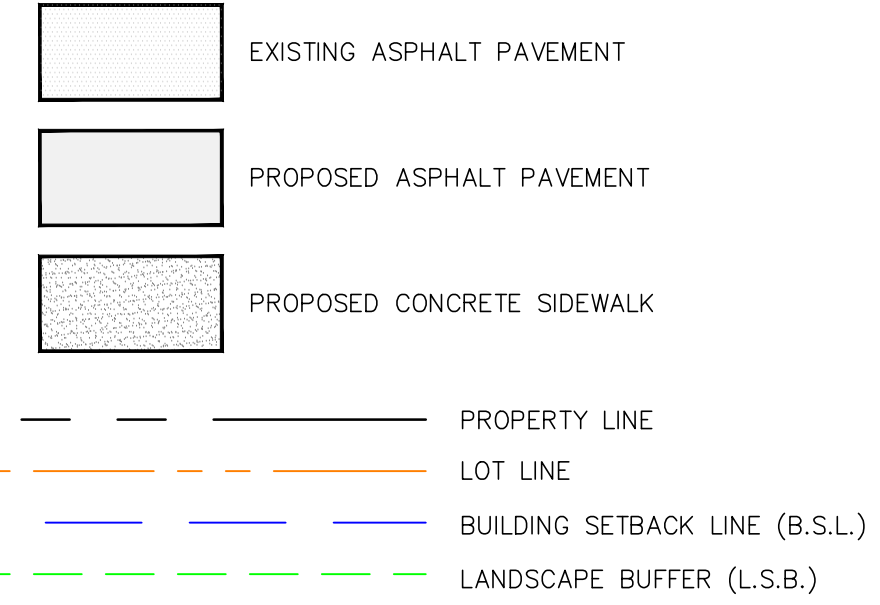 EXISTING ASPHALT PAVEMENT
PROPOSED ASPHALT PAVEMENT
PROPOSED CONCRETE SIDEWALK
PROPERTY LINE
LOT LINE
BUILDING SETBACK LINE (B.S.L.)
LANDSCAPE BUFFER (L.S.B.)